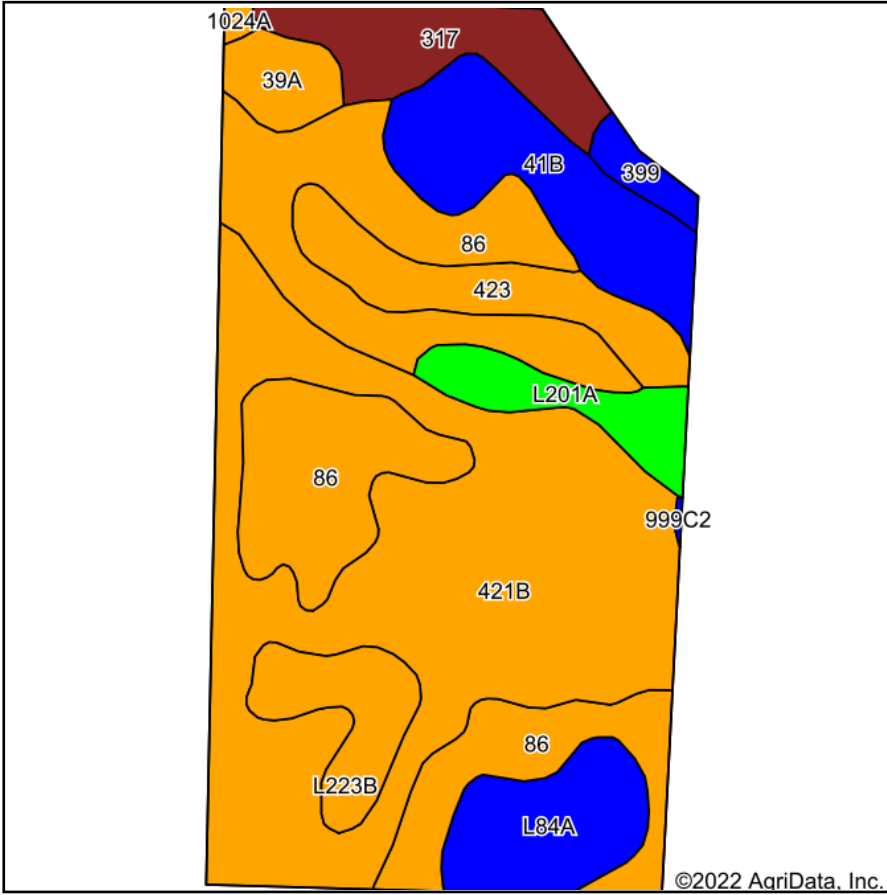 1024A
317
39A
41B
399
86
423
L201A
86
999C2
421B
86
L223B
L84A
©2022 AgriData, Inc.